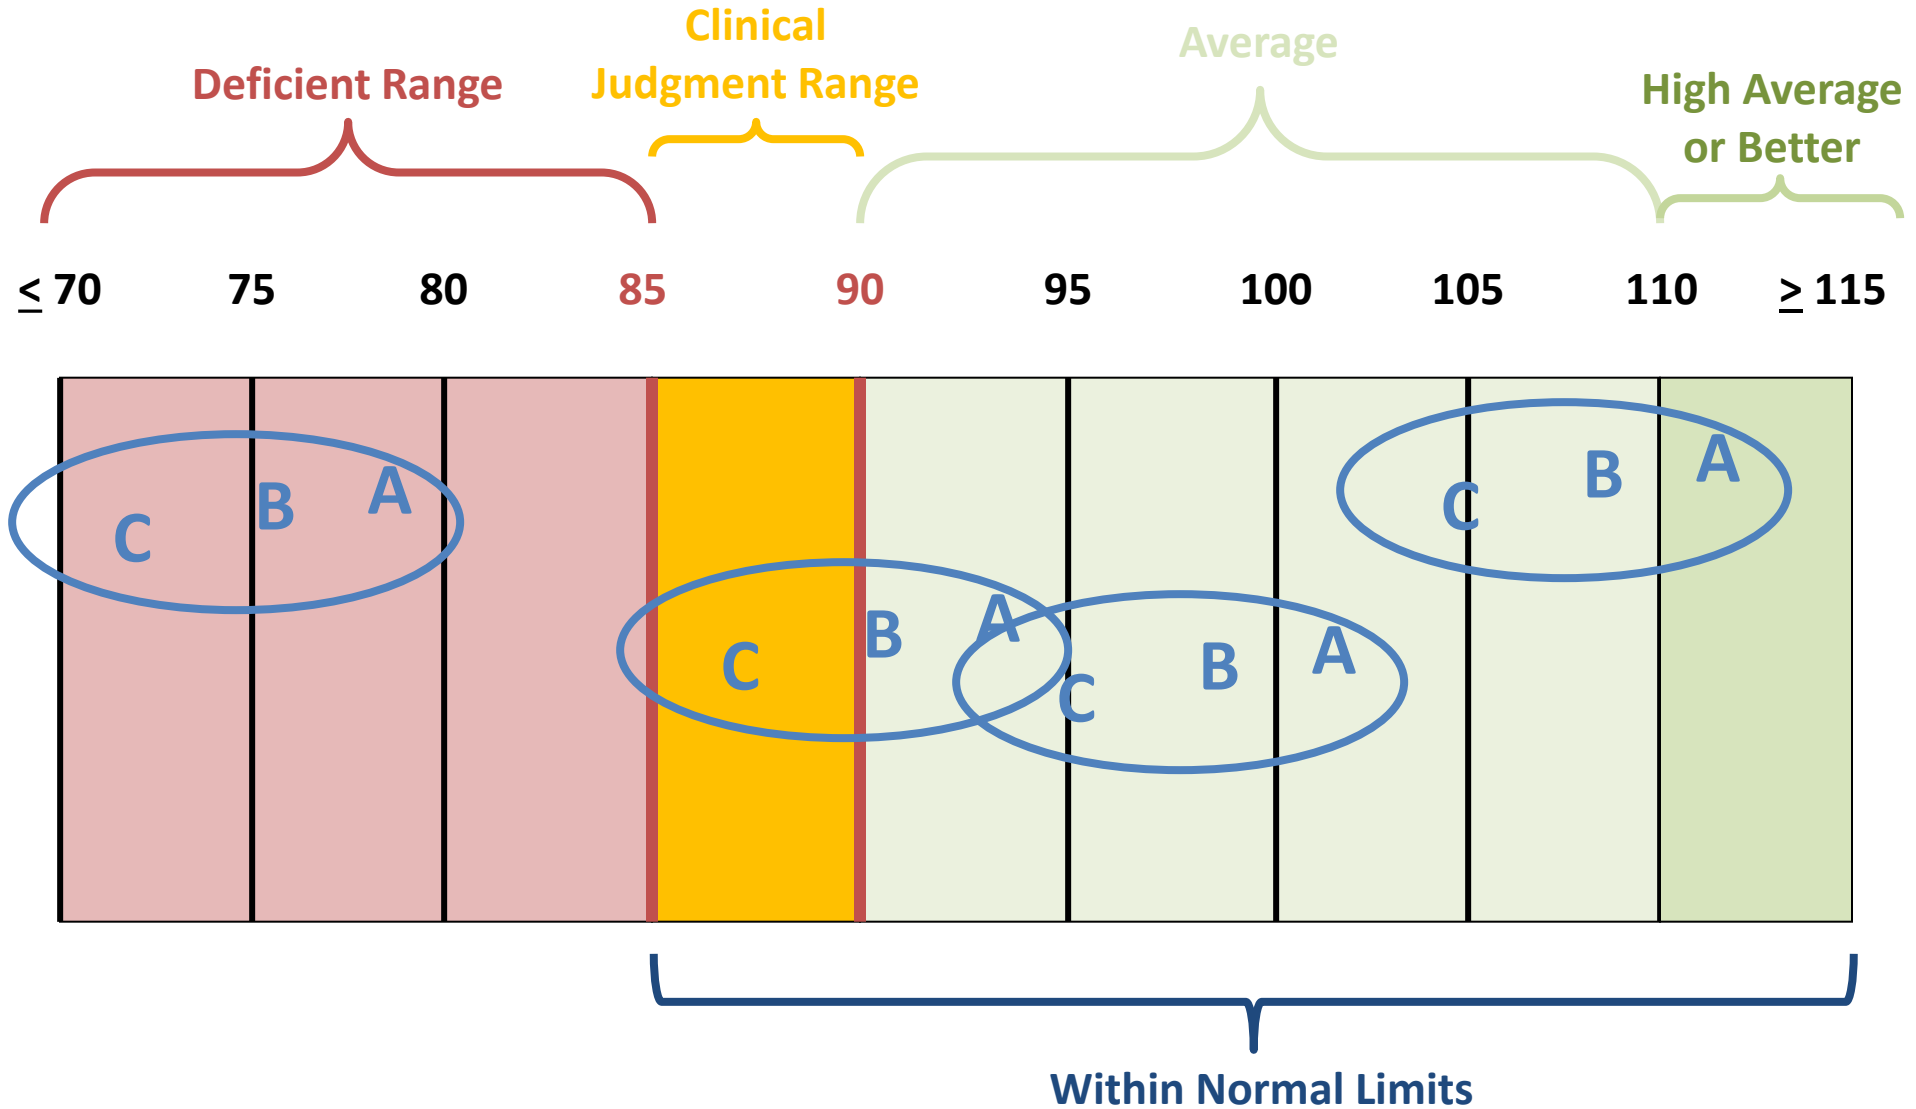 Clinical
Judgment Range
Deficient Range
Average
High Average
or Better
≤ 70 75 80 85 90 95 100 105 110 ≥ 115
C B A
C B A
C B A
C B A
Within Normal Limits